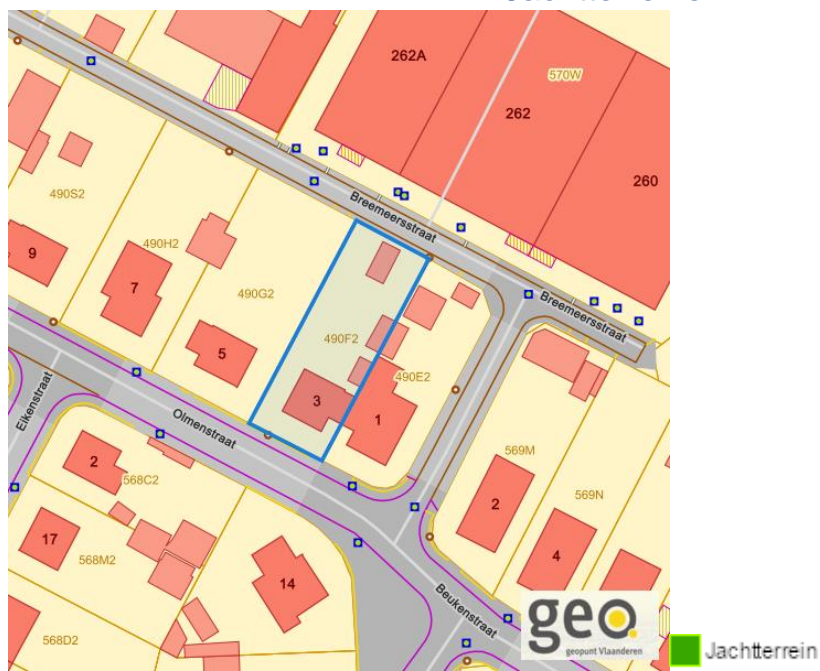 262A
570W
262
260
490S2
Breemeersstraat
9
490H2
7
490G2
5
490F2
3
490E2
1
Breemeersstraat
Eikenstraat
Olmenstraat
2
568C2
17
568M2
14
568D2
569M
2
569N
4
Beukenstraat
geo.
geopunt Vlaanderen
Jachtterrein